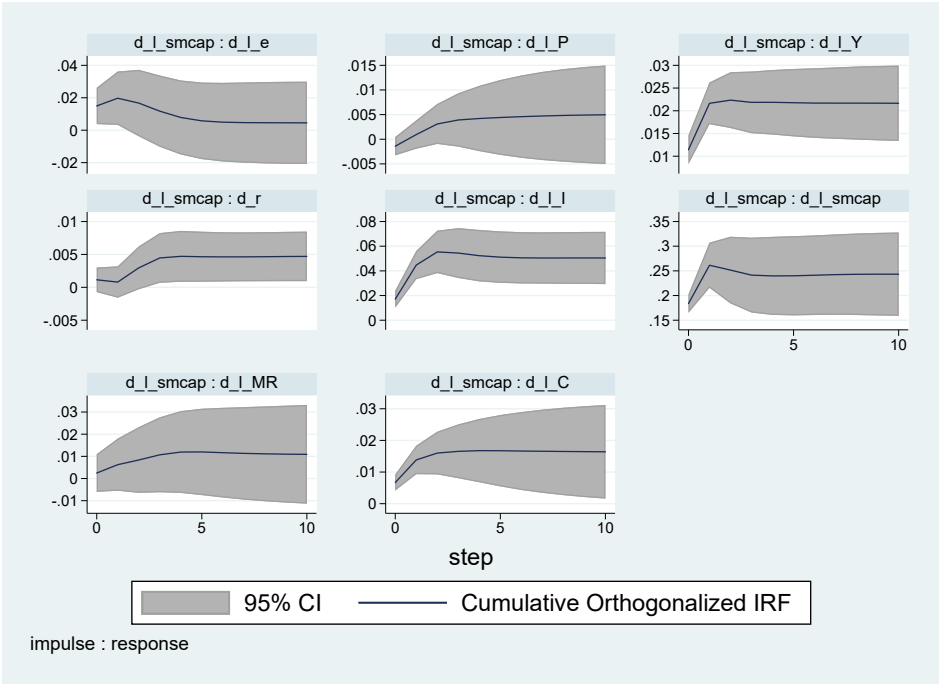 d_l_smcap : d_l_e
d_l_smcap : d_l_P
d_l_smcap : d_l_Y
.04
.02
0
-.02
.015
.01
.005
0
-.005
.03
.025
.02
.015
.01
d_l_smcap : d_r
d_l_smcap : d_l_I
d_l_smcap : d_l_smcap
.01
.005
0
-.005
.08
.06
.04
.02
0
.35
.3
.25
.2
.15
0 5 10
d_l_smcap : d_l_MR
d_l_smcap : d_l_C
.03
.02
.01
0
-.01
0 5 10
.03
.02
.01
0
0 5 10
step
95% CI Cumulative Orthogonalized IRF
impulse : response